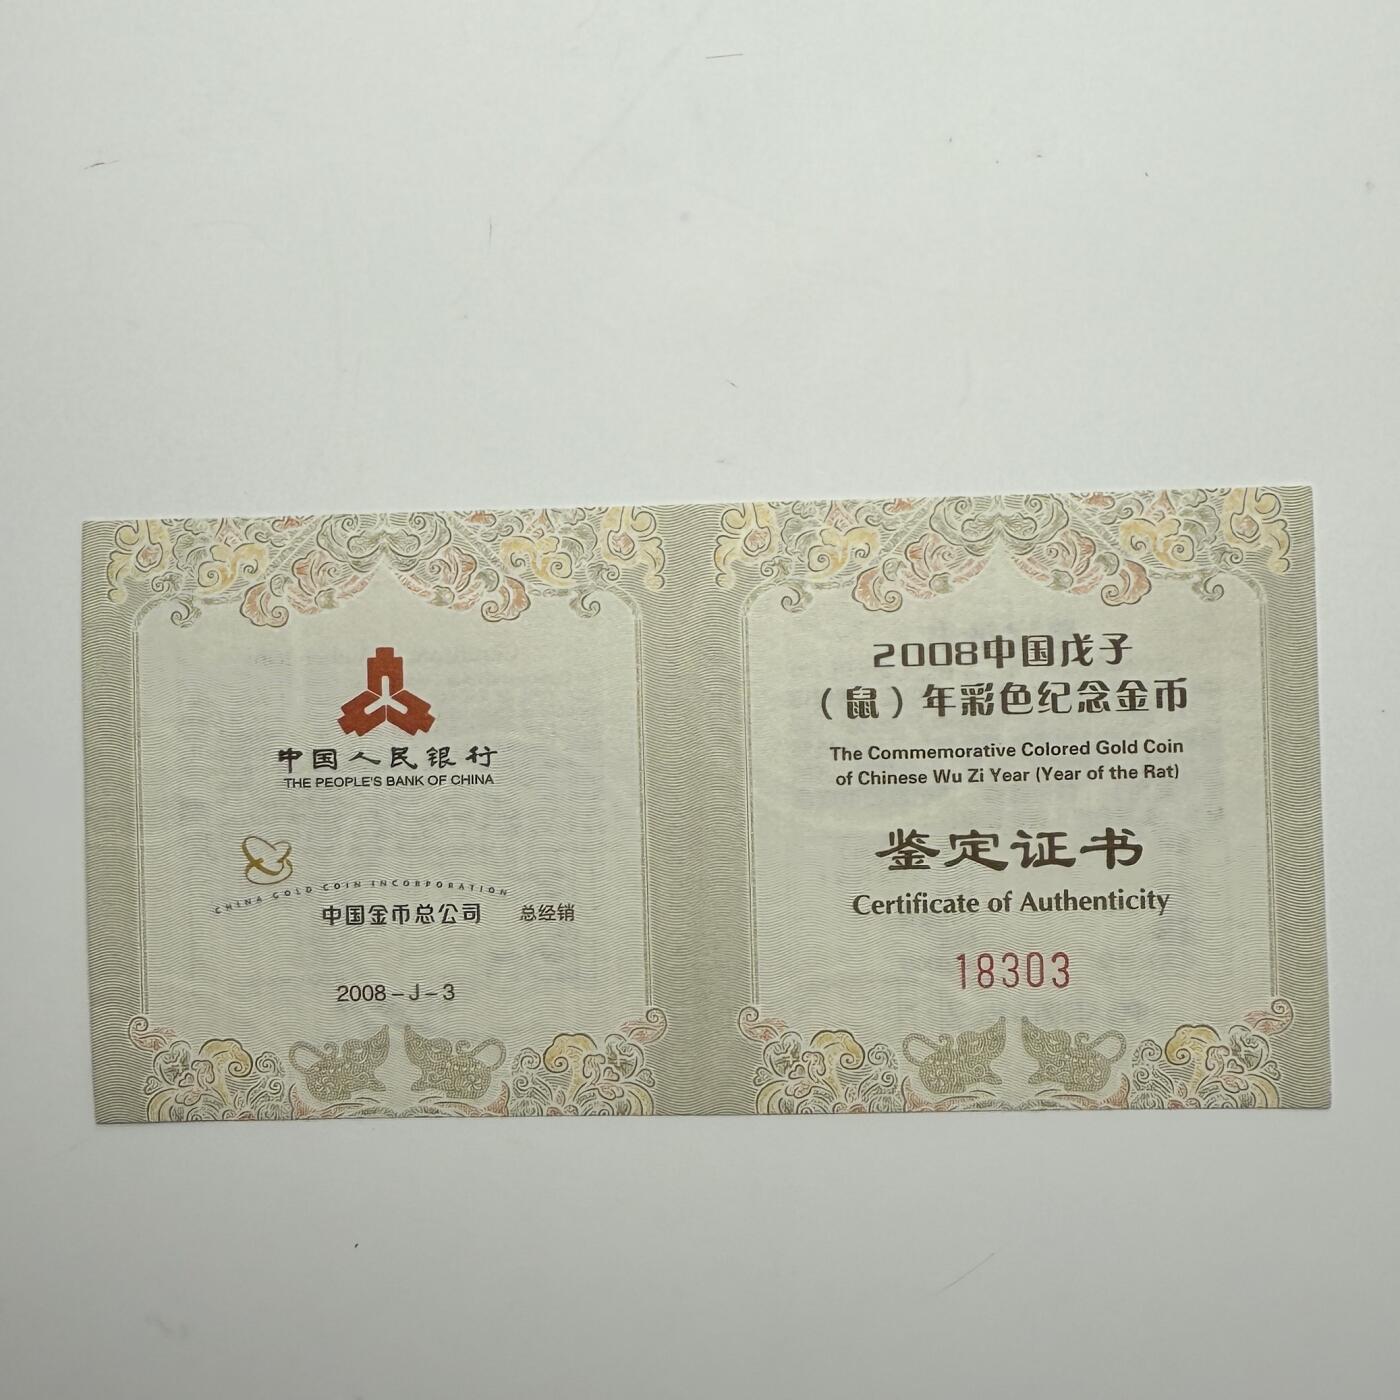 中国人民银行
THE PEOPLE'S BANK OF CHINA
CHINA GOLD COIN INCORPORATION
中国金币总公司 总经销
2008-J-3
2008中国戊子
（鼠）年彩色纪念金币
The Commemorative Colored Gold Coin
of Chinese Wu Zi Year (Year of the Rat)
鉴定证书
Certificate of Authenticity
18303